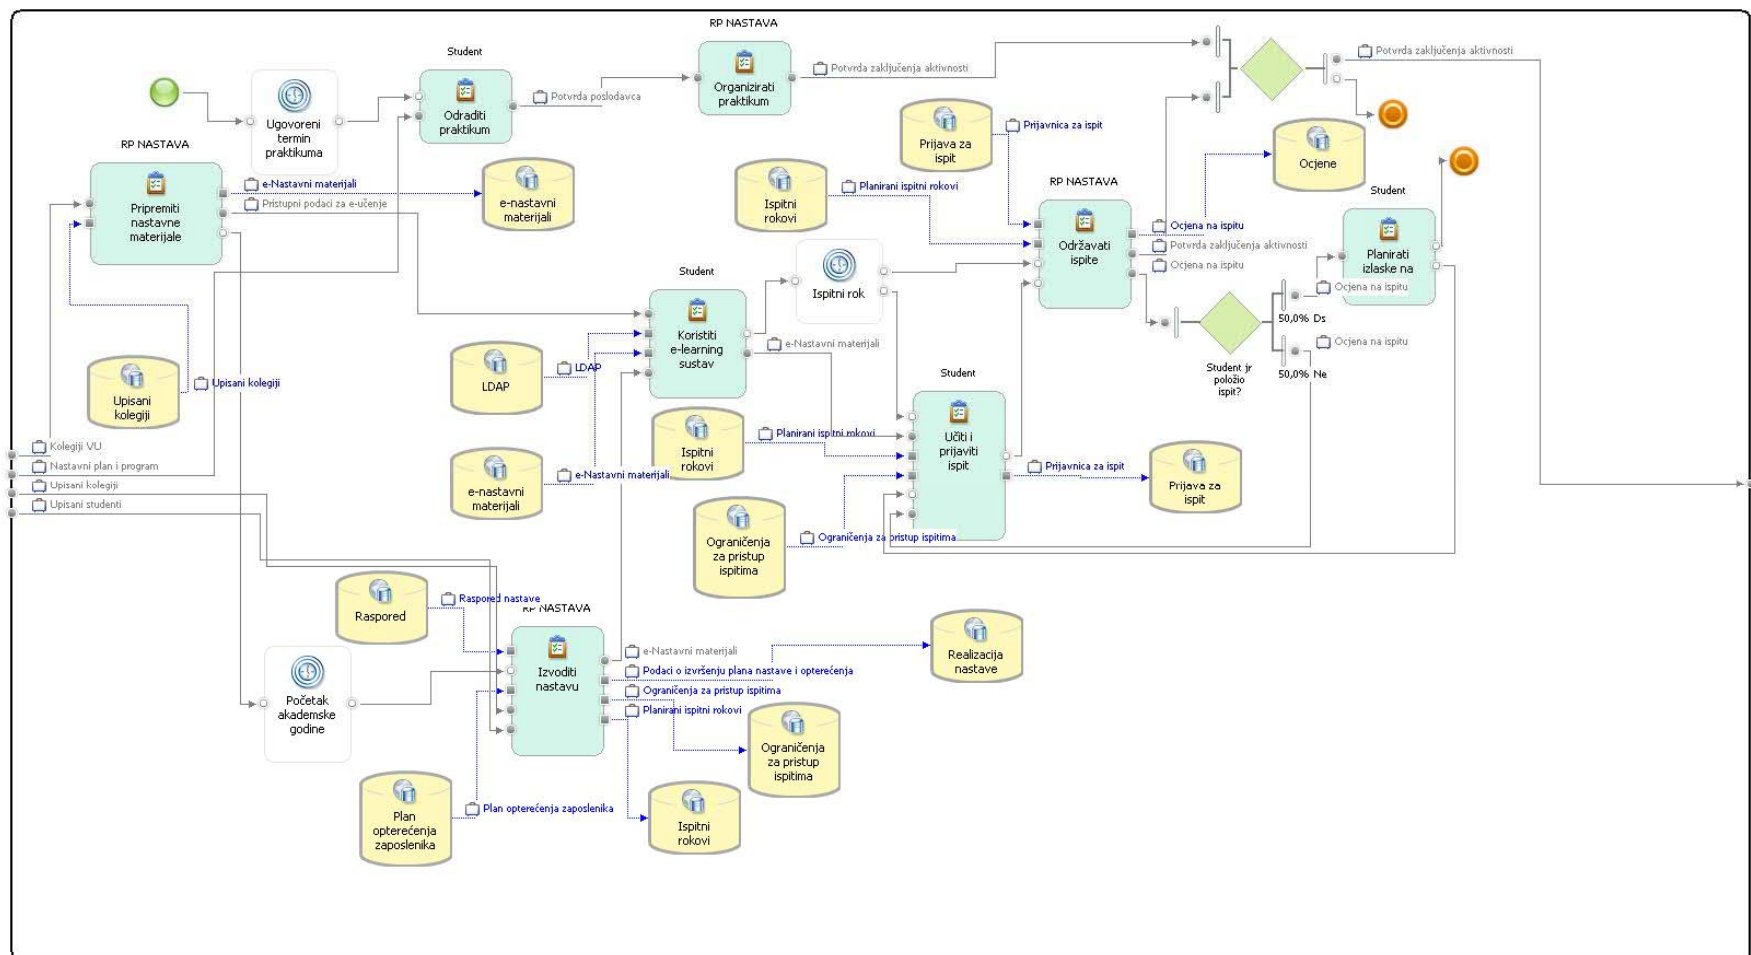 RP NASTAVA
Student
Organizirati
praktikum
Potvrda zaključenja aktivnosti
Potvrda zaključenja aktivnosti
Odraditi
praktikum
Potvrda poslodavca
Ugovoreni
termin
praktikuma
RP NASTAVA
Pripremiti
nastavne
materijale
e-Nastavni materijali
Pristupni podaci za e-učenje
e-nastavni
materijali
Prijava za
ispit
Prijavnica za ispit
Ispitni
rokovi
Planirani ispitni rokovi
RP NASTAVA
Održavati
ispite
Ocjene
Ocjena na ispitu
Potvrda zaključenja aktivnosti
Ocjena na ispitu
Student
Planirati
izlaske na
Ocjena na ispitu
50,0% Da
Ocjena na ispitu
50,0% Ne
Student jr
položio
ispit?
Student
Koristiti
e-learning
sustav
Ispitni rok
e-Nastavni materijali
LDAP
LDAP
Upisani
kolegiji
Upisani kolegiji
Kolegiji VU
Nastavni plan i program
Upisani kolegiji
Upisani studenti
Student
Učiti i
prijaviti
ispit
Ispitni
rokovi
Planirani ispitni rokovi
e-nastavni
materijali
e-Nastavni materijali
Prijavnica za ispit
Prijava za
ispit
Ograničenja
za pristup
ispitima
Ograničenja za pristup ispitima
Raspored
Raspored nastave
RP NASTAVA
Izvoditi
nastavu
e-Nastavni materijali
Podaci o izvršenju plana nastave i opterećenja
Ograničenja za pristup ispitima
Planirani ispitni rokovi
Realizacija
nastave
Početak
akademske
godine
Ograničenja
za pristup
ispitima
Plan
opterećenja
zaposlenika
Plan opterećenja zaposlenika
Ispitni
rokovi